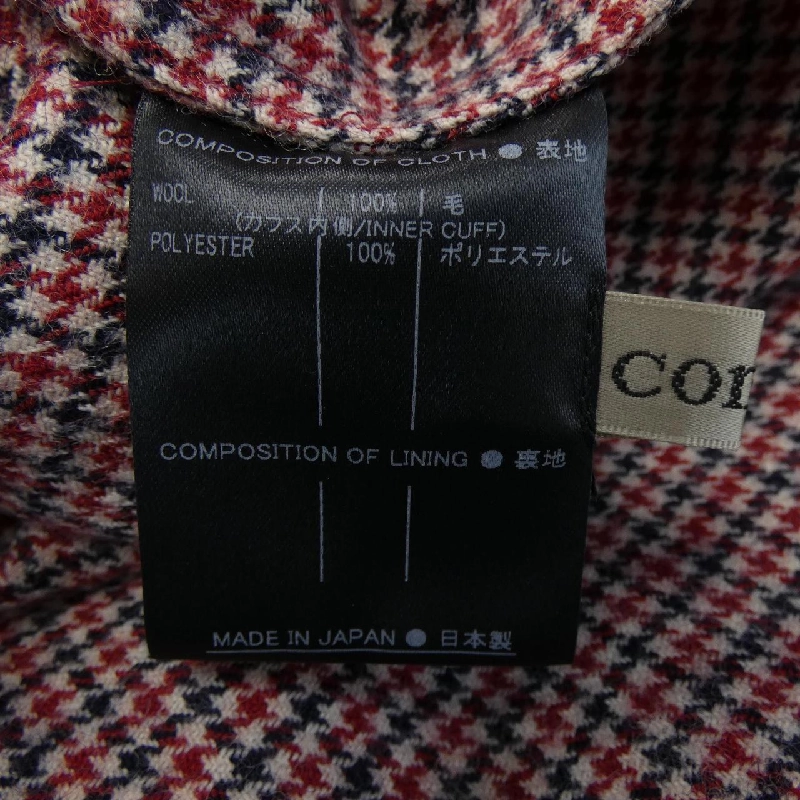 COMPOSITION OF CLOTH ● 表地
WOOL 100% 毛
(カフス内側/INNER CUFF)
POLYESTER 100% ポリエステル
COMPOSITION OF LINING ● 裏地
MADE IN JAPAN ● 日本製